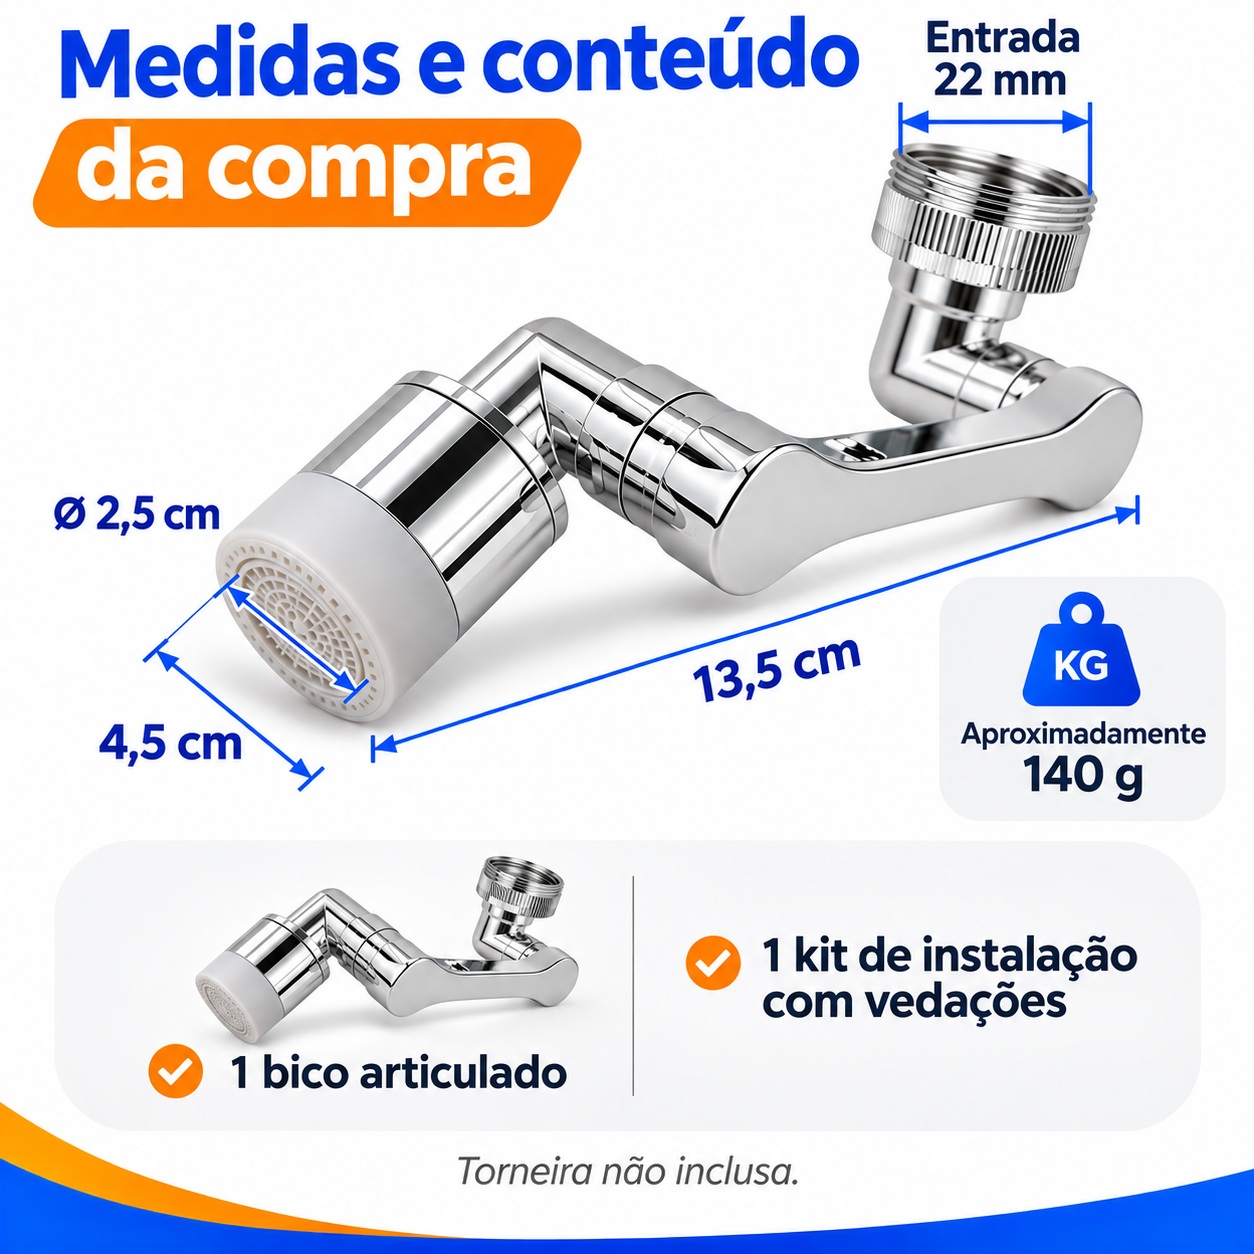 Medidas e conteúdo
da compra
Entrada
22 mm
Ø 2,5 cm
4,5 cm
13,5 cm
KG
Aproximadamente
140 g
1 bico articulado
1 kit de instalação
com vedações
Torneira não inclusa.